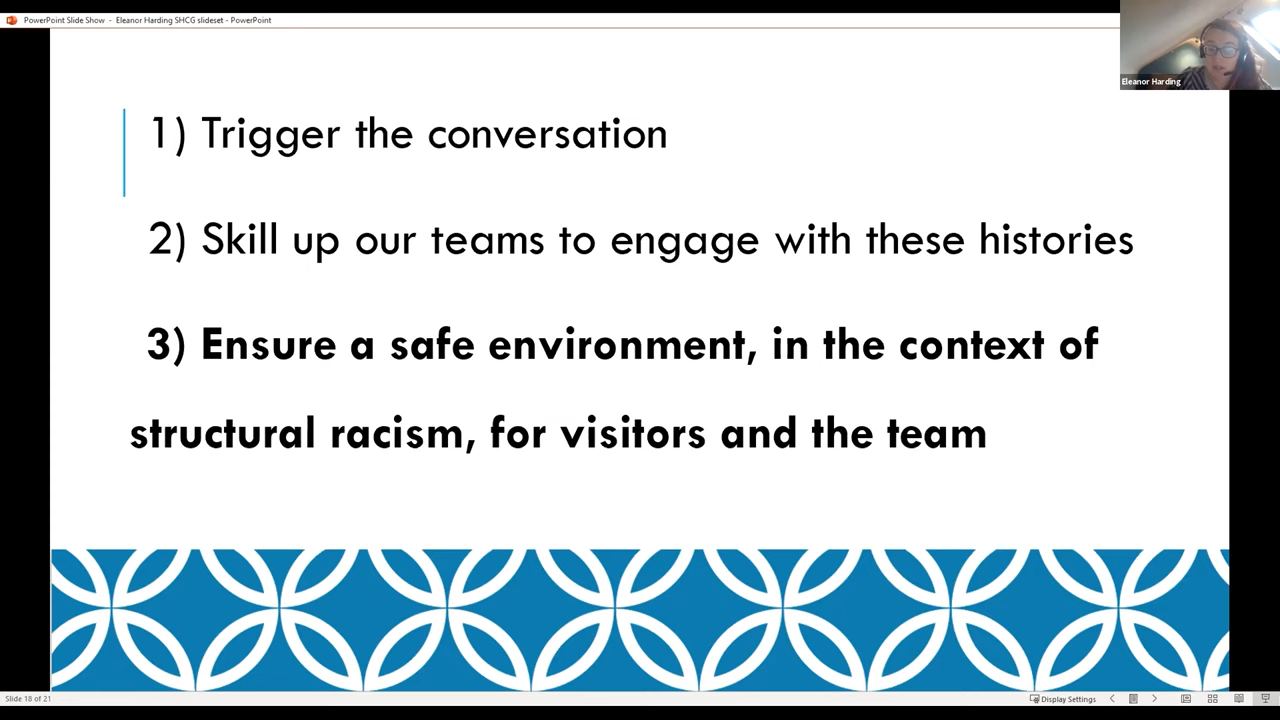 PowerPoint Slide Show - Eleanor Harding SHCG slideset - PowerPoint
Eleanor Harding
1) Trigger the conversation
2) Skill up our teams to engage with these histories
3) Ensure a safe environment, in the context of
structural racism, for visitors and the team
Slide 18 of 21
Display Settings